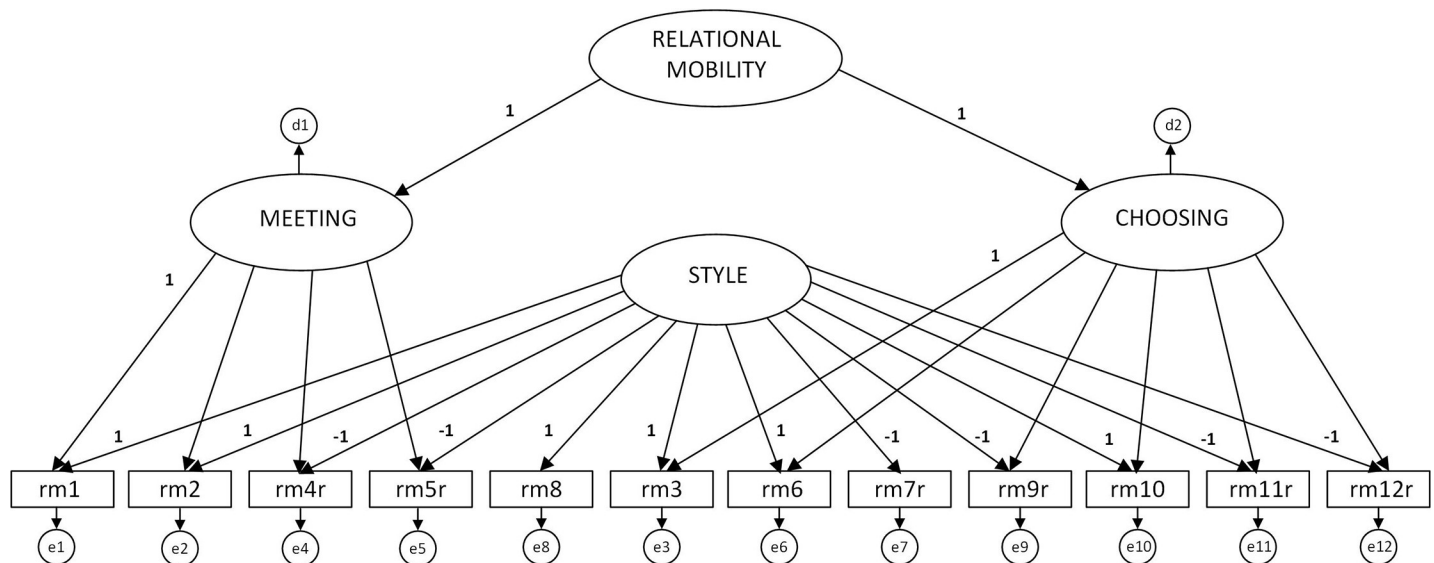 RELATIONAL
MOBILITY
1
1
d1
d2
MEETING
CHOOSING
STYLE
1
1
1
1
-1
-1
1
1
1
-1
-1
1
-1
-1
rm1
rm2
rm4r
rm5r
rm8
rm3
rm6
rm7r
rm9r
rm10
rm11r
rm12r
e1
e2
e4
e5
e8
e3
e6
e7
e9
e10
e11
e12